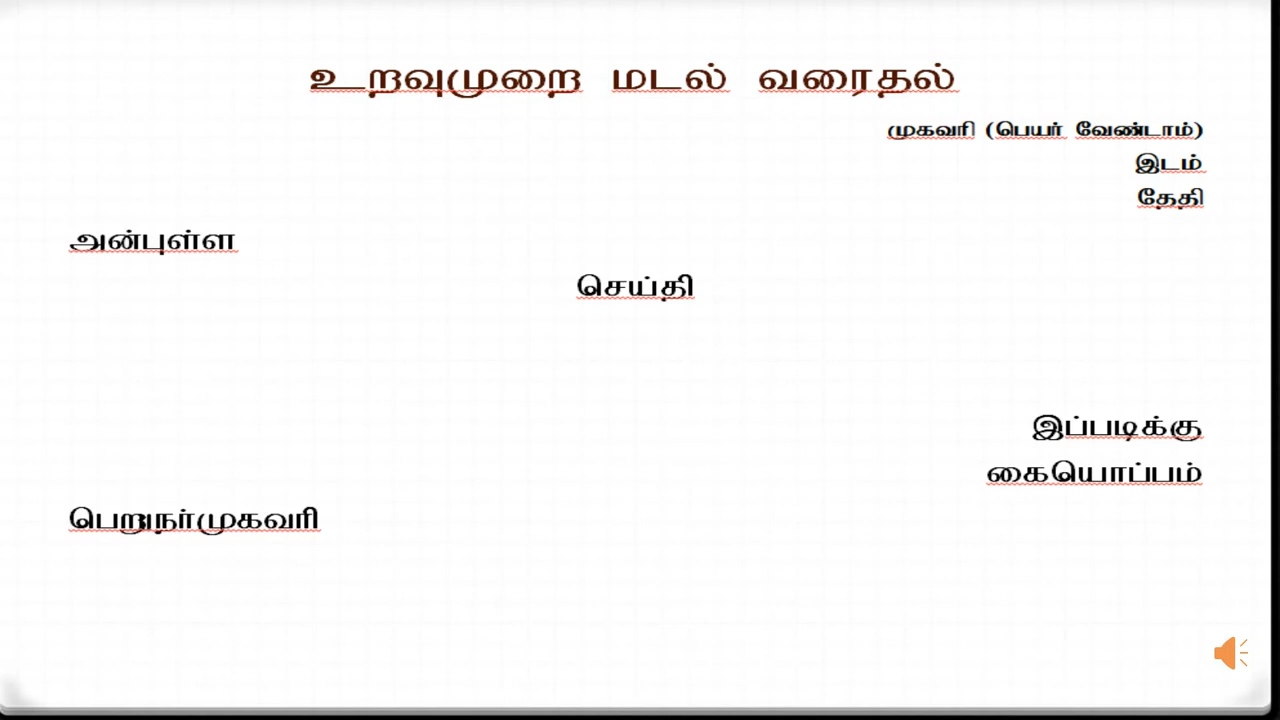 உறவுமுறை மடல் வரைதல்
முகவரி (பெயர் வேண்டாம்)
இடம்
தேதி
அன்புள்ள
செய்தி
இப்படிக்கு
கையொப்பம்
பெறுநர்முகவரி